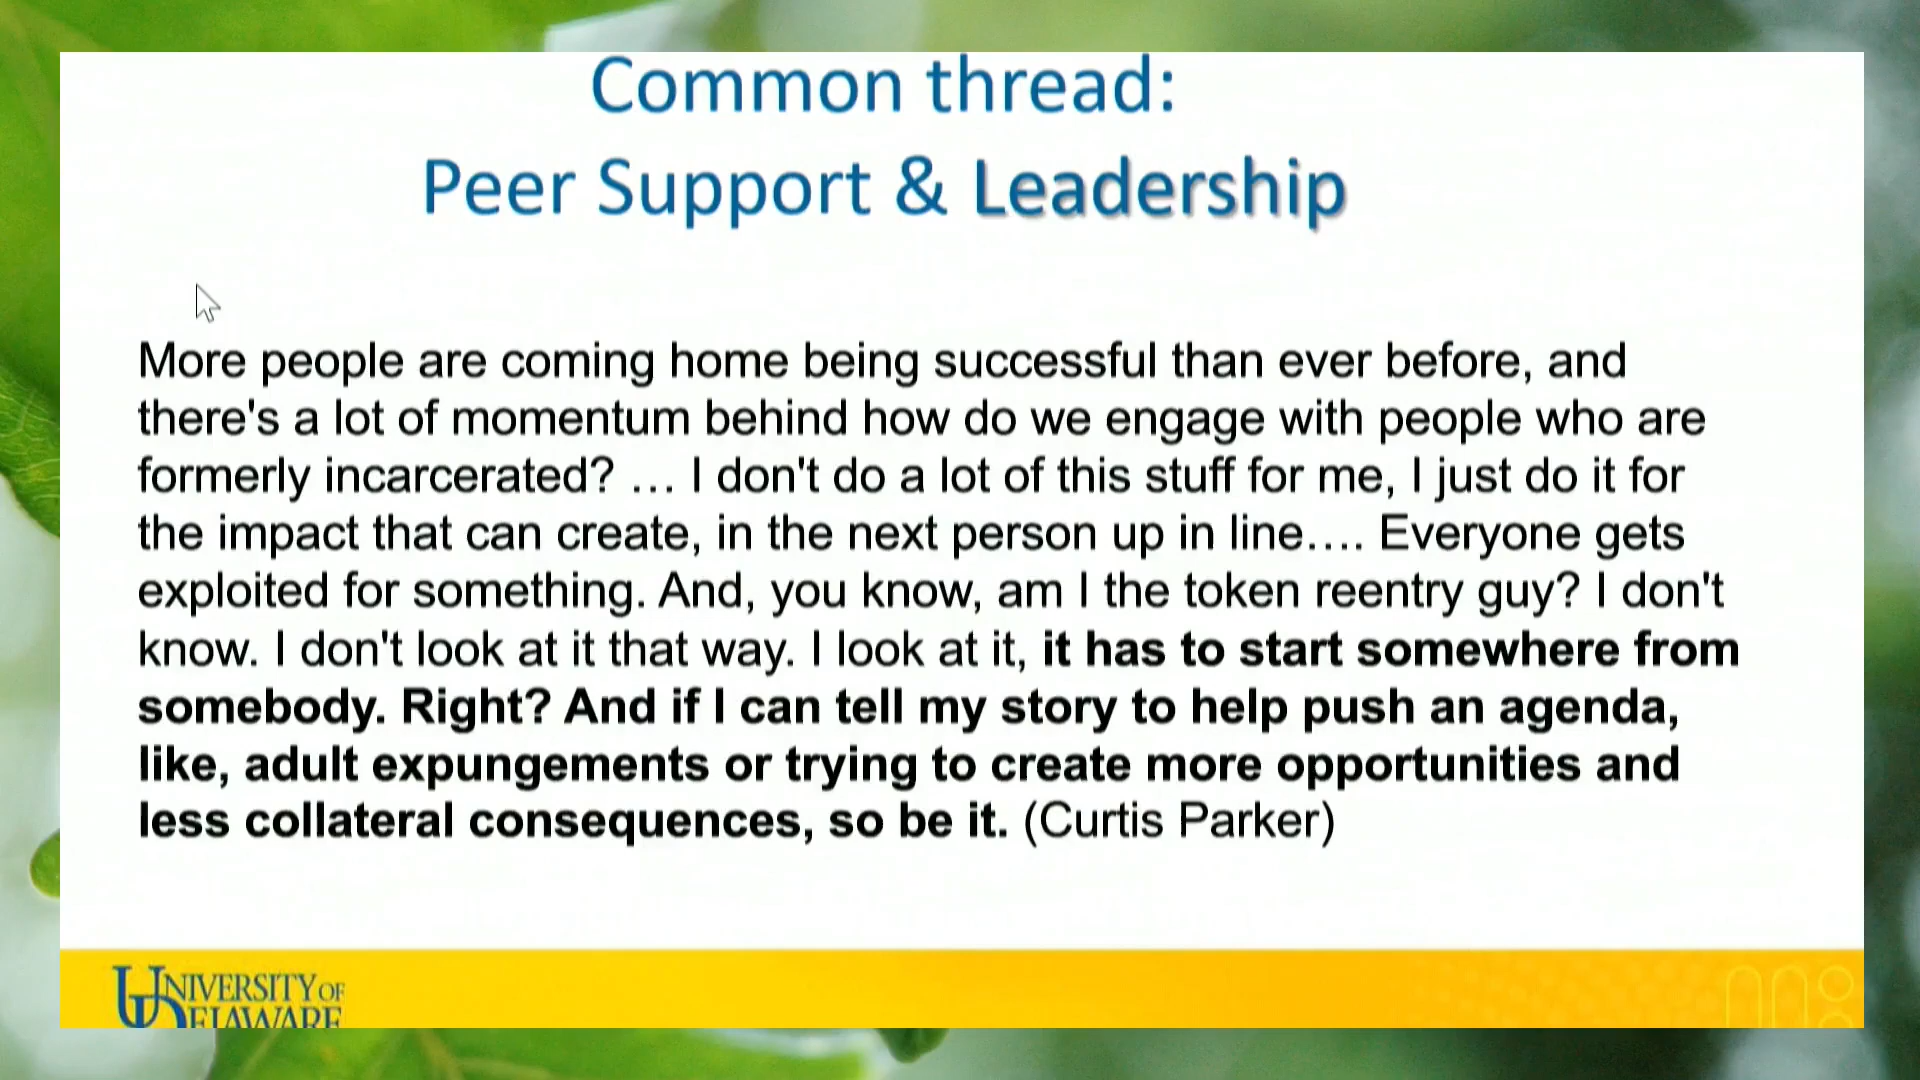 Common thread:
Peer Support & Leadership
More people are coming home being successful than ever before, and
there's a lot of momentum behind how do we engage with people who are
formerly incarcerated? … I don't do a lot of this stuff for me, I just do it for
the impact that can create, in the next person up in line…. Everyone gets
exploited for something. And, you know, am I the token reentry guy? I don't
know. I don't look at it that way. I look at it, it has to start somewhere from
somebody. Right? And if I can tell my story to help push an agenda,
like, adult expungements or trying to create more opportunities and
less collateral consequences, so be it. (Curtis Parker)
UNIVERSITY OF
DELAWARE